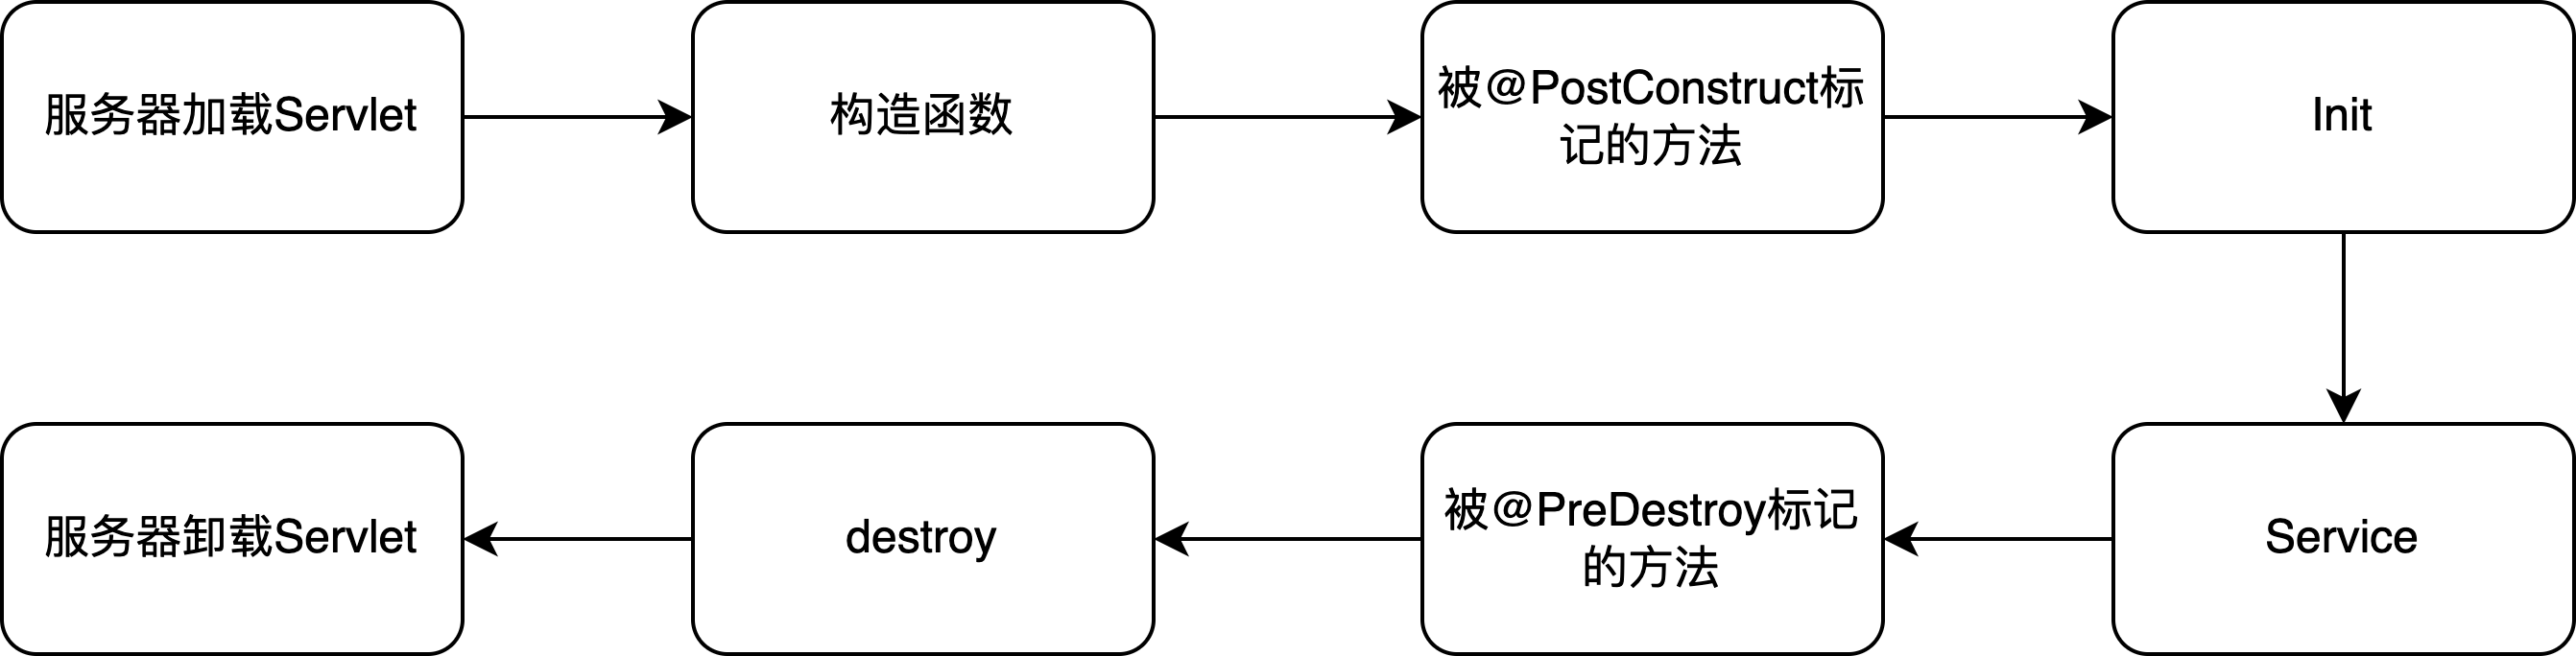 服务器加载Servlet
构造函数
被@PostConstruct标
记的方法
Init
服务器卸载Servlet
destroy
被@PreDestroy标记
的方法
Service